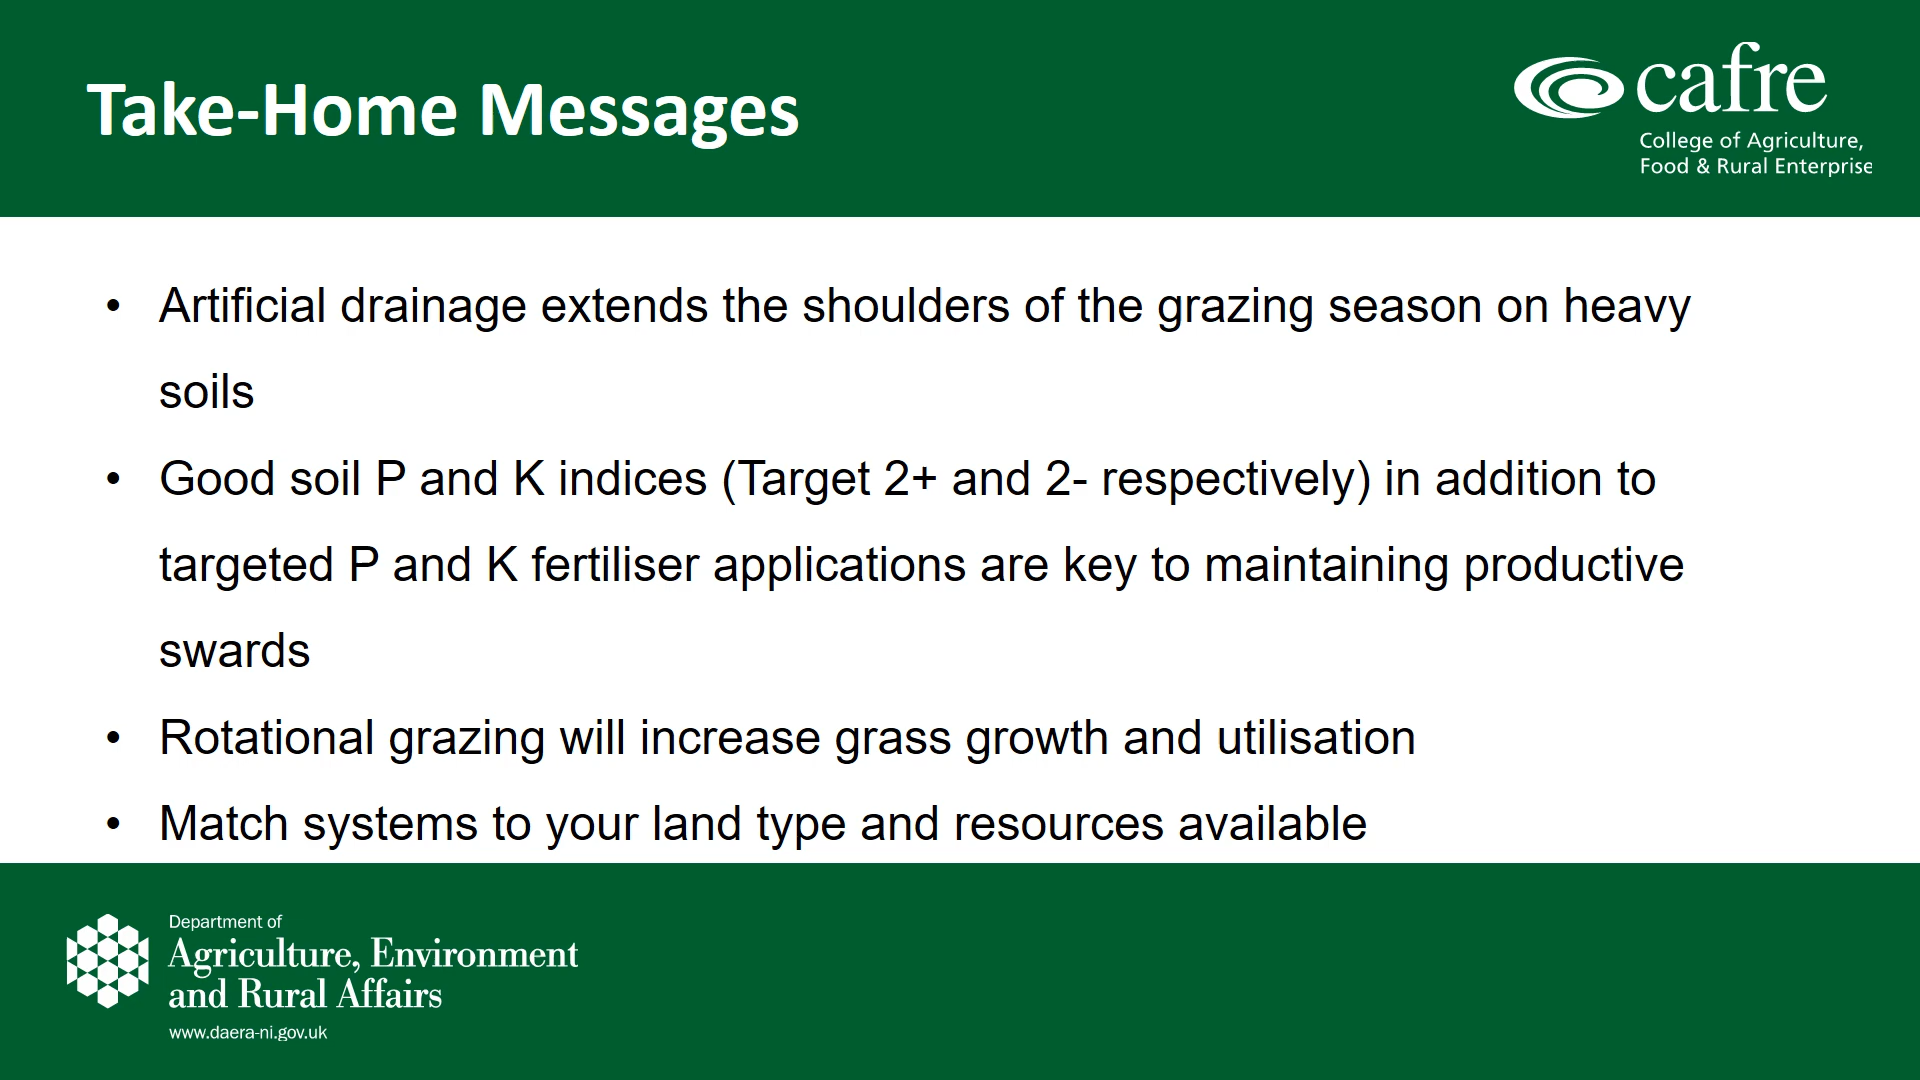 Take-Home Messages
cafre
College of Agriculture,
Food & Rural Enterprise
• Artificial drainage extends the shoulders of the grazing season on heavy
soils
• Good soil P and K indices (Target 2+ and 2- respectively) in addition to
targeted P and K fertiliser applications are key to maintaining productive
swards
• Rotational grazing will increase grass growth and utilisation
• Match systems to your land type and resources available
Department of
Agriculture, Environment
and Rural Affairs
www.daera-ni.gov.uk